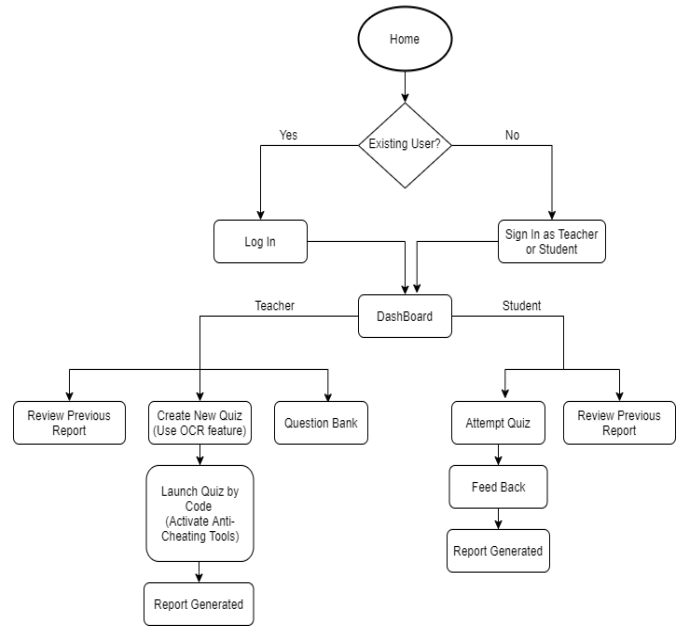 Home
Existing User?
Yes
No
Log In
Sign In as Teacher
or Student
DashBoard
Teacher
Student
Review Previous
Report
Create New Quiz
(Use OCR feature)
Question Bank
Attempt Quiz
Review Previous
Report
Launch Quiz by
Code
(Activate Anti-
Cheating Tools)
Feed Back
Report Generated
Report Generated